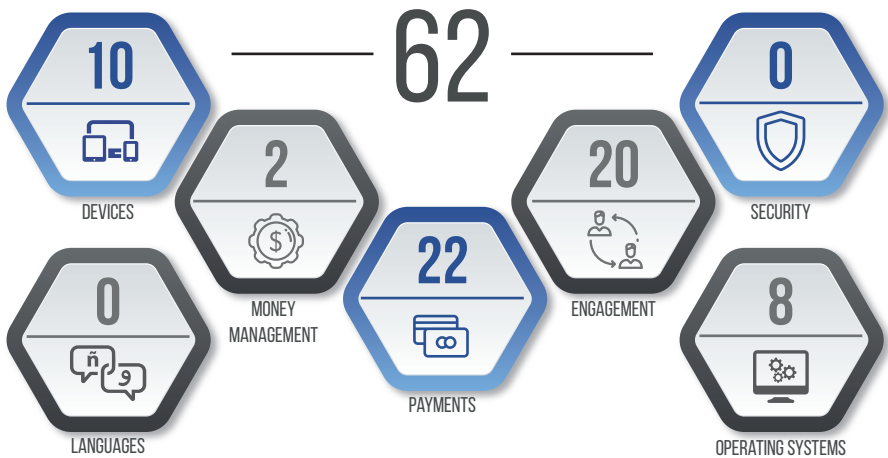 62
10
DEVICES
2
MONEY
MANAGEMENT
22
PAYMENTS
20
ENGAGEMENT
0
SECURITY
0
ñ
و
LANGUAGES
8
OPERATING SYSTEMS
$